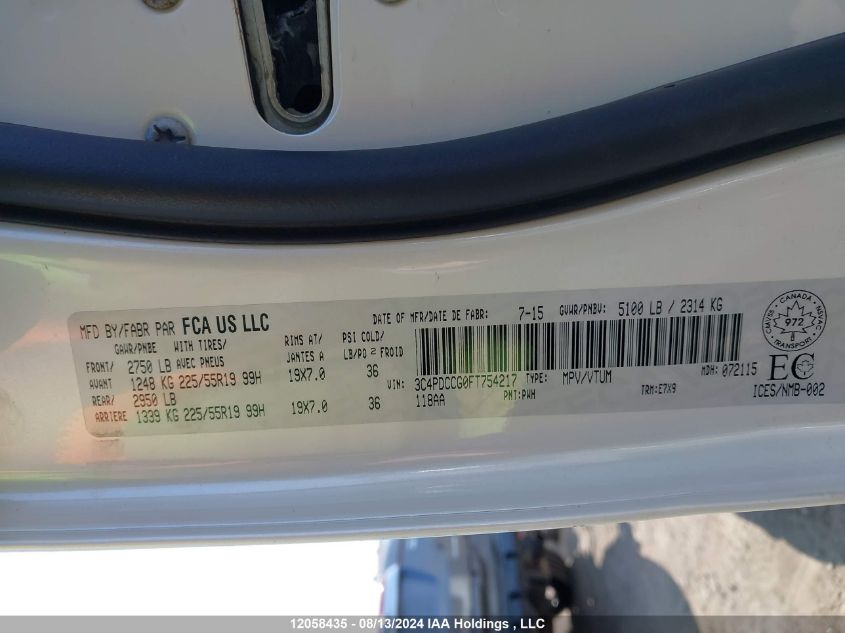 MFD BY/FABR PAR FCA US LLC
DATE OF MFR/DATE DE FABR: 7-15 GVWR/PNBV: 5100 LB / 2314 KG
GAWR/PNBE WITH TIRES/ RIMS AT/ PSI COLD/
AVEC PNEUS JANTES A LB/PO² FROID
FRONT/ 2750 LB
AVANT 1248 KG 225/55R19 99H 19X7.0 36
REAR/ 2950 LB
ARRIERE 1339 KG 225/55R19 99H 19X7.0 36
VIN: 3C4PDCCG0FT754217 TYPE: MPV/VTUM MDH: 072115
118AA PNT:PWH TRM:E7X9
CANADA
CMVSS NSVAC
972
TRANSPORT
EC
ICES/NMB-002
12058435 - 08/13/2024 IAA Holdings , LLC